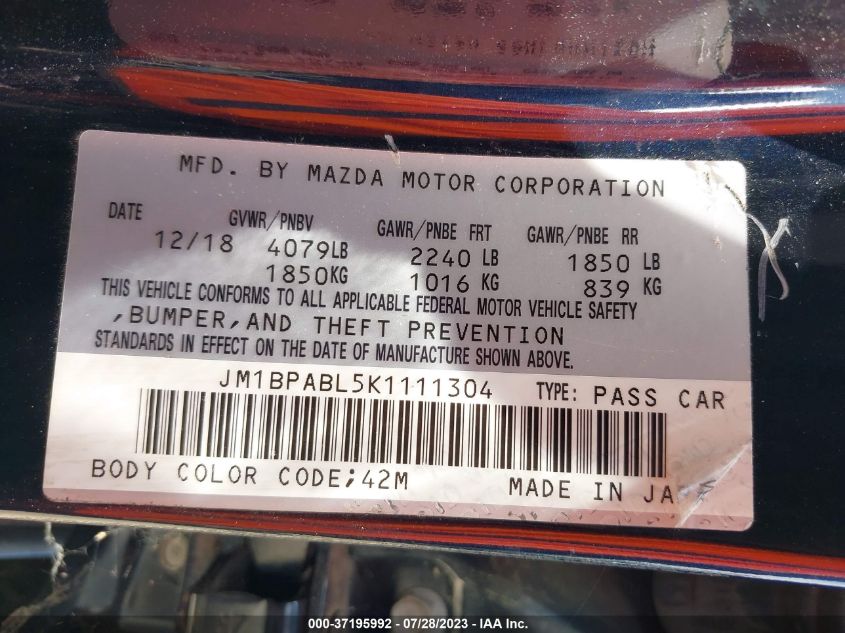 MFD. BY MAZDA MOTOR CORPORATION
DATE GVWR/PNBV GAWR/PNBE FRT GAWR/PNBE RR
12/18 4079LB 2240 LB 1850 LB
1850KG 1016 KG 839 KG
THIS VEHICLE CONFORMS TO ALL APPLICABLE FEDERAL MOTOR VEHICLE SAFETY
,BUMPER,AND THEFT PREVENTION
STANDARDS IN EFFECT ON THE DATE OF MANUFACTURE SHOWN ABOVE.
JM1BPABL5K1111304 TYPE: PASS CAR
BODY COLOR CODE;42M MADE IN JA
000-37195992 - 07/28/2023 - IAA Inc.